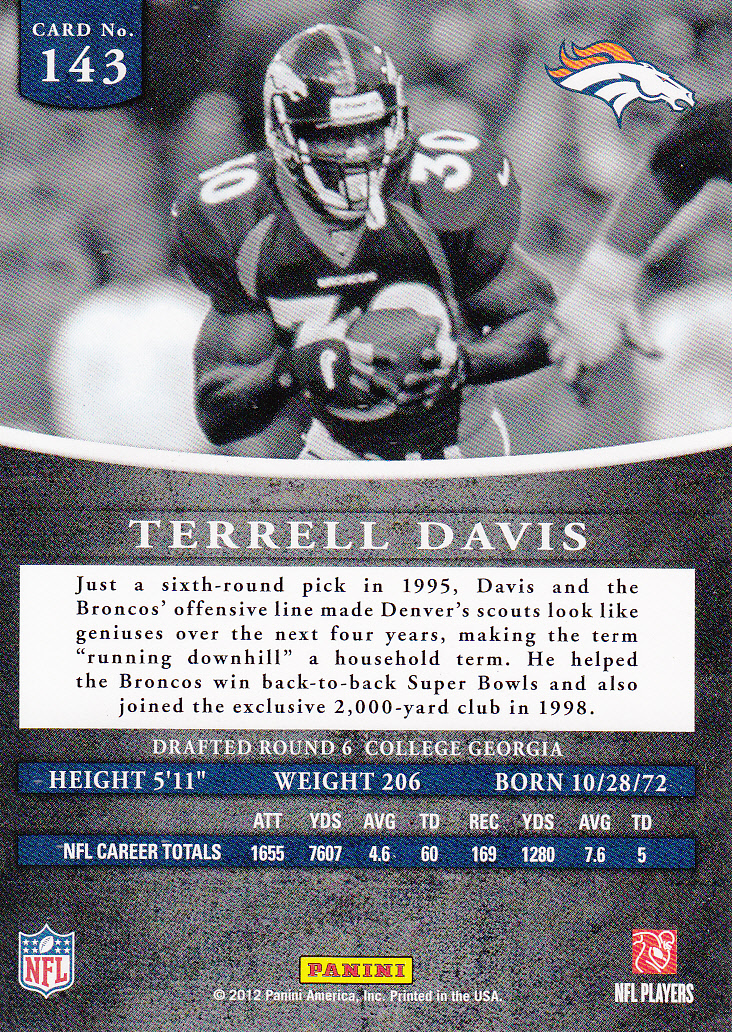 CARD No.
143
30
30
30
TERRELL DAVIS
Just a sixth-round pick in 1995, Davis and the
Broncos’ offensive line made Denver’s scouts look like
geniuses over the next four years, making the term
“running downhill” a household term. He helped
the Broncos win back-to-back Super Bowls and also
joined the exclusive 2,000-yard club in 1998.
DRAFTED ROUND 6 COLLEGE GEORGIA
HEIGHT 5'11" WEIGHT 206 BORN 10/28/72
ATT YDS AVG TD REC YDS AVG TD
NFL CAREER TOTALS 1655 7607 4.6 60 169 1280 7.6 5
NFL
PANINI
© 2012 Panini America, Inc. Printed in the USA.
NFL PLAYERS